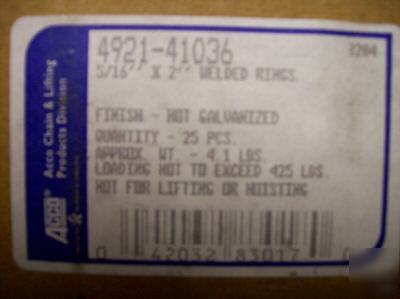 4921-41036
3284
5/16'' X 2'' WELDED RINGS
FINISH - HOT GALVANIZED
QUANTITY - 25 PCS.
APPROX. WT. - 4.1 LBS.
LOADING NOT TO EXCEED 425 LBS.
NOT FOR LIFTING OR HOISTING
0 42032 83017
ACCO®
Acco Chain & Lifting
Products Division